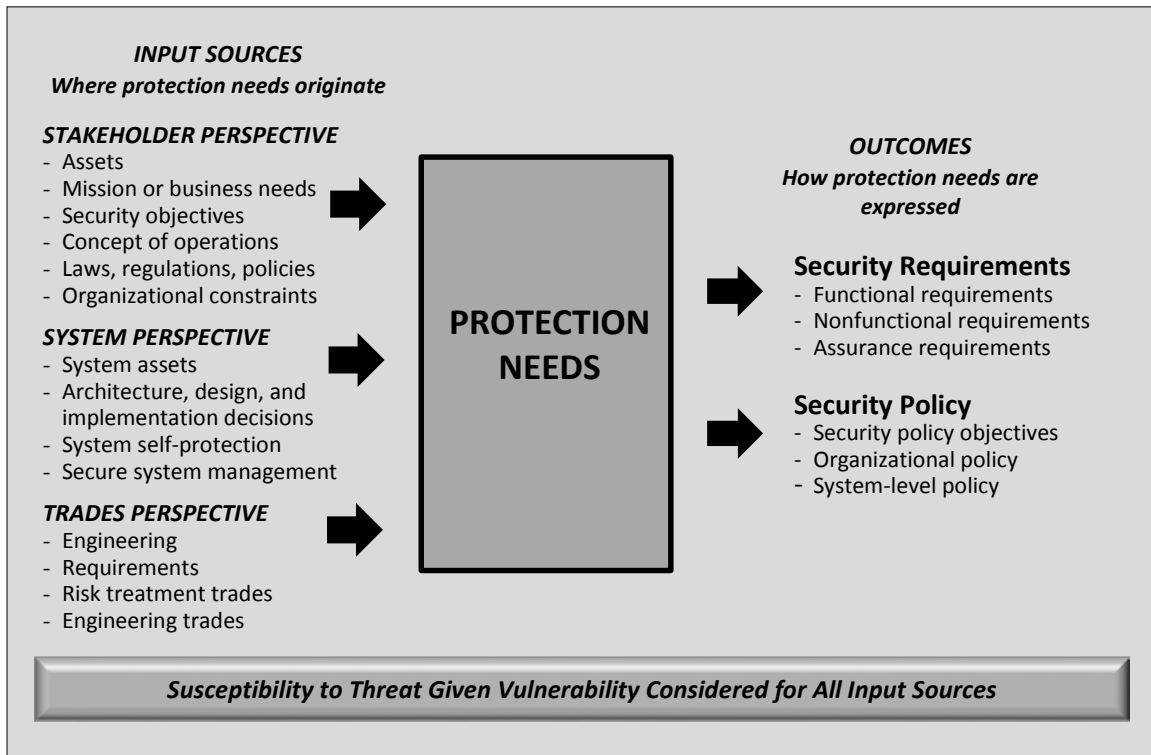 INPUT SOURCES
Where protection needs originate
STAKEHOLDER PERSPECTIVE
- Assets
- Mission or business needs
- Security objectives
- Concept of operations
- Laws, regulations, policies
- Organizational constraints
SYSTEM PERSPECTIVE
- System assets
- Architecture, design, and
implementation decisions
- System self-protection
- Secure system management
TRADES PERSPECTIVE
- Engineering
- Requirements
- Risk treatment trades
- Engineering trades
PROTECTION
NEEDS
OUTCOMES
How protection needs are
expressed
Security Requirements
- Functional requirements
- Nonfunctional requirements
- Assurance requirements
Security Policy
- Security policy objectives
- Organizational policy
- System-level policy
Susceptibility to Threat Given Vulnerability Considered for All Input Sources